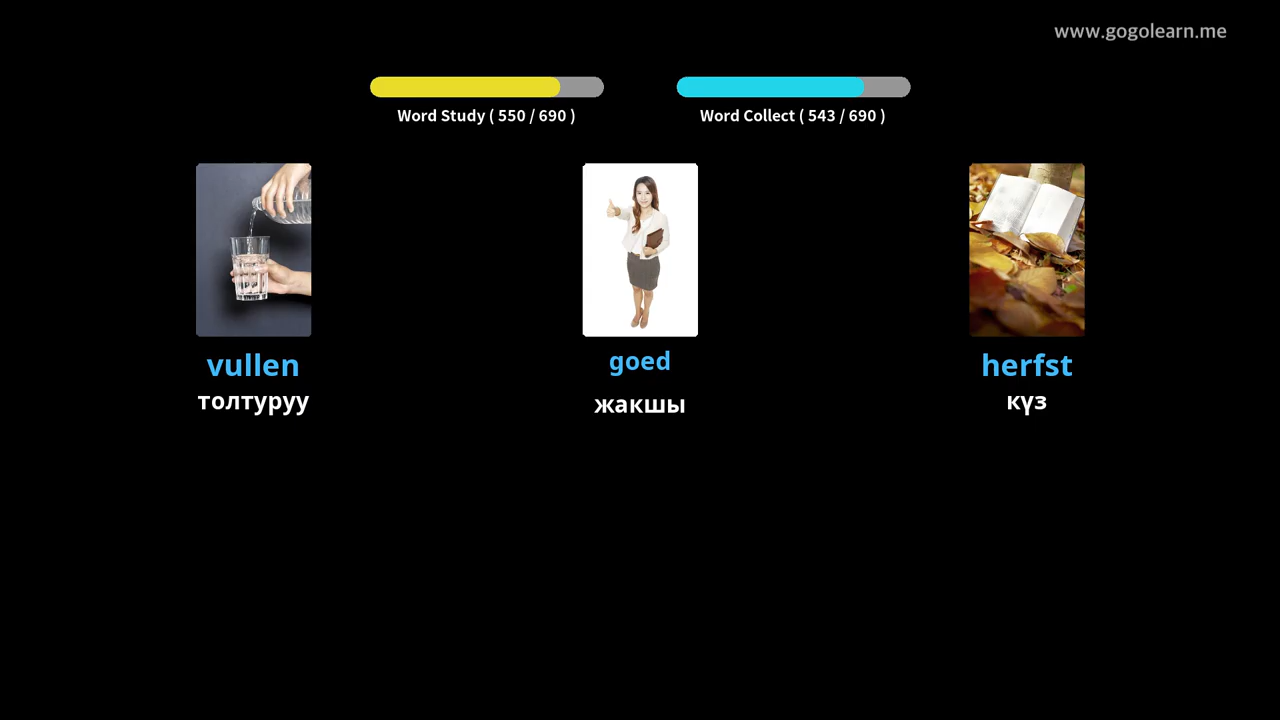 www.gogolearn.me
Word Study ( 550 / 690 )
Word Collect ( 543 / 690 )
vullen
толтуруу
goed
жакшы
herfst
күз